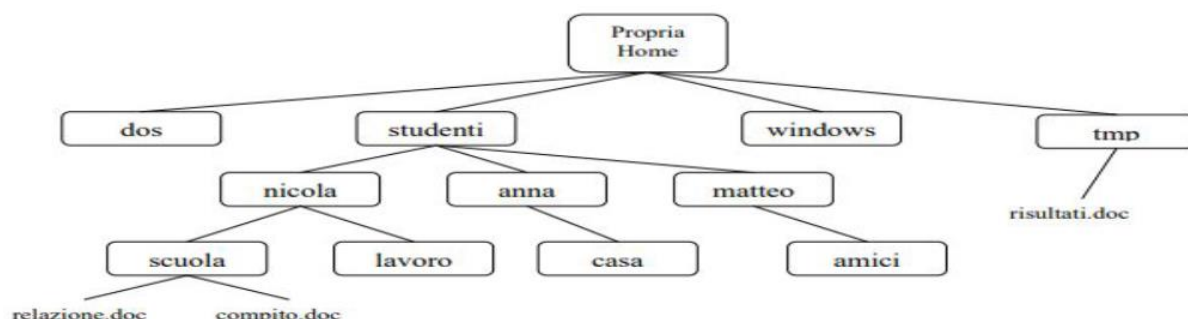 Propria
Home
dos
studenti
windows
tmp
nicola
anna
matteo
risultati.doc
scuola
lavoro
casa
amici
relazione.doc
compito.doc